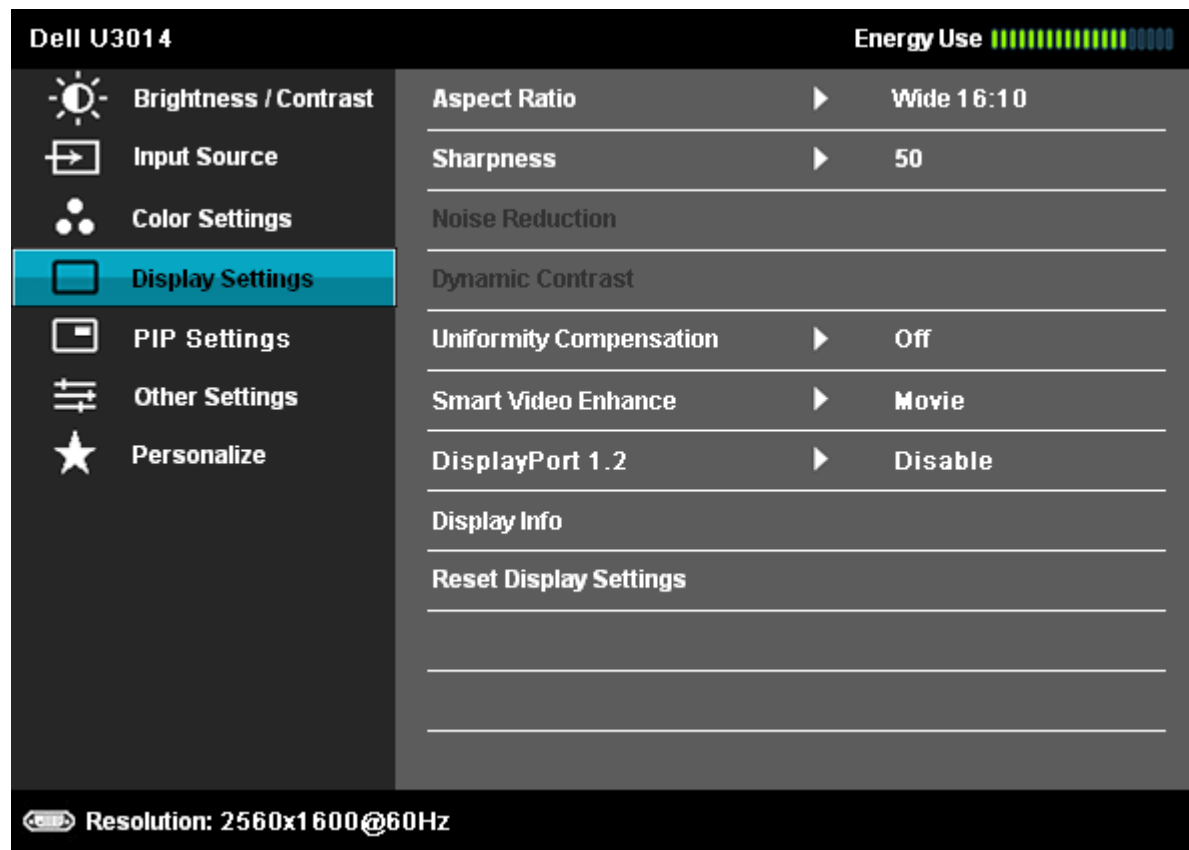 Dell U3014 Energy Use
Brightness / Contrast
Input Source
Color Settings
Display Settings
PIP Settings
Other Settings
Personalize
Aspect Ratio Wide 16:10
Sharpness 50
Noise Reduction
Dynamic Contrast
Uniformity Compensation Off
Smart Video Enhance Movie
DisplayPort 1.2 Disable
Display Info
Reset Display Settings
Resolution: 2560x1600@60Hz